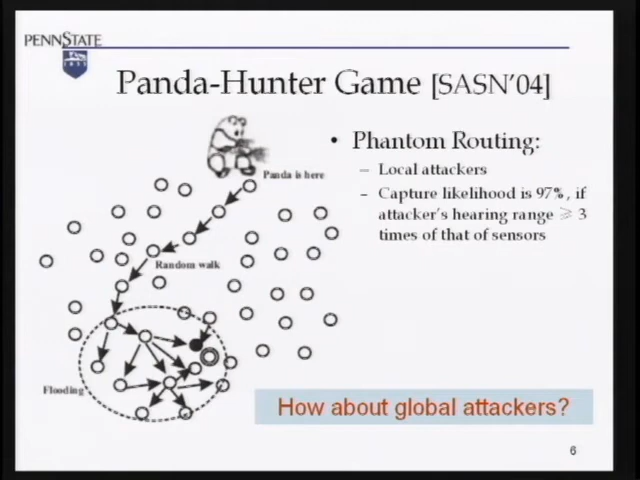 PENNSTATE
1855
Panda-Hunter Game [SASN'04]
• Phantom Routing:
– Local attackers
– Capture likelihood is 97%, if
attacker's hearing range ⩾ 3
times of that of sensors
Panda is here
Random walk
Flooding
How about global attackers?
6